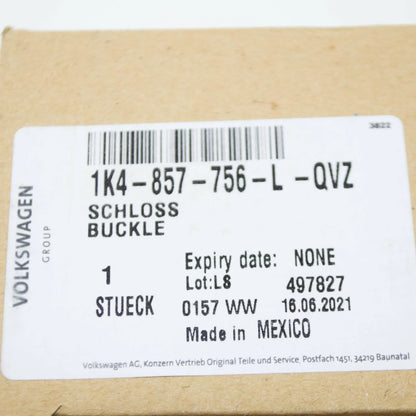 3822
VOLKSWAGEN
GROUP
1K4-857-756-L -QVZ
SCHLOSS
BUCKLE
1 Expiry date: NONE
Lot:LS 497827
STUECK 0157 WW 16.06.2021
Made in MEXICO
Volkswagen AG, Konzern Vertrieb Original Teile und Service, Postfach 1451, 34219 Baunatal